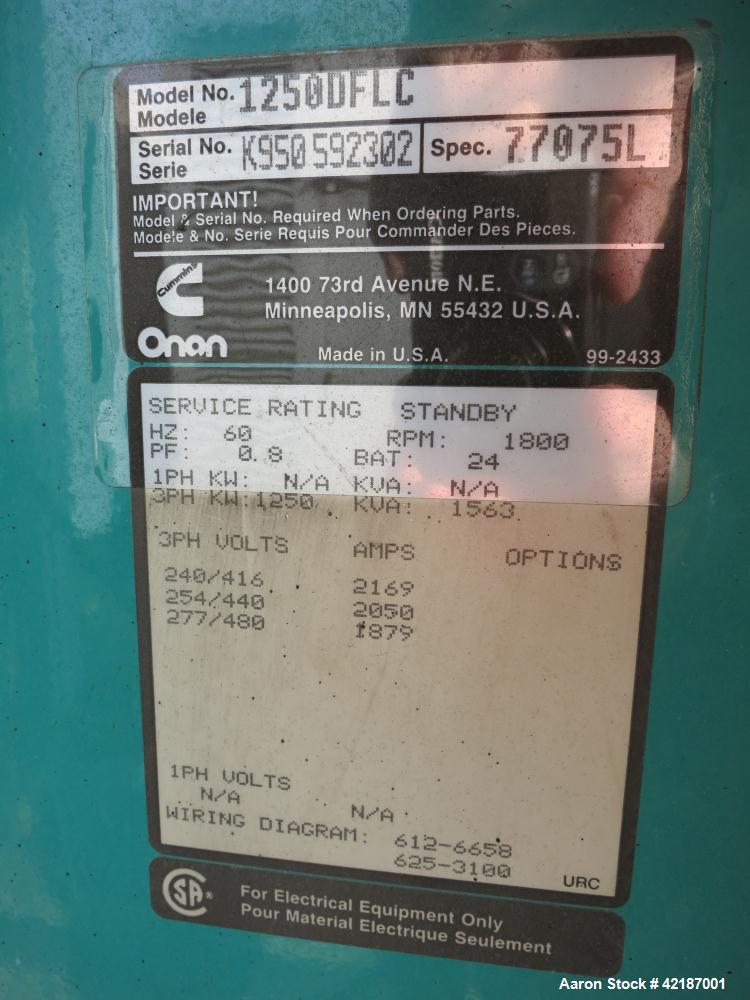 Model No. 1250DFLC
Modele
Serial No. K950592302 Spec. 77075L
Serie
IMPORTANT!
Model & Serial No. Required When Ordering Parts.
Modele & No. Serie Requis Pour Commander Des Pieces.
Cummins
1400 73rd Avenue N.E.
Minneapolis, MN 55432 U.S.A.
Onan
Made in U.S.A. 99-2433
SERVICE RATING STANDBY
HZ: 60 RPM: 1800
PF: 0.8 BAT: 24
1PH KW: N/A KVA: N/A
3PH KW:1250 KVA: 1563
3PH VOLTS AMPS OPTIONS
240/416 2169
254/440 2050
277/480 1879
1PH VOLTS
N/A N/A
WIRING DIAGRAM: 612-6658
625-3100
URC
SA ®
For Electrical Equipment Only
Pour Material Electrique Seulement
Aaron Stock # 42187001